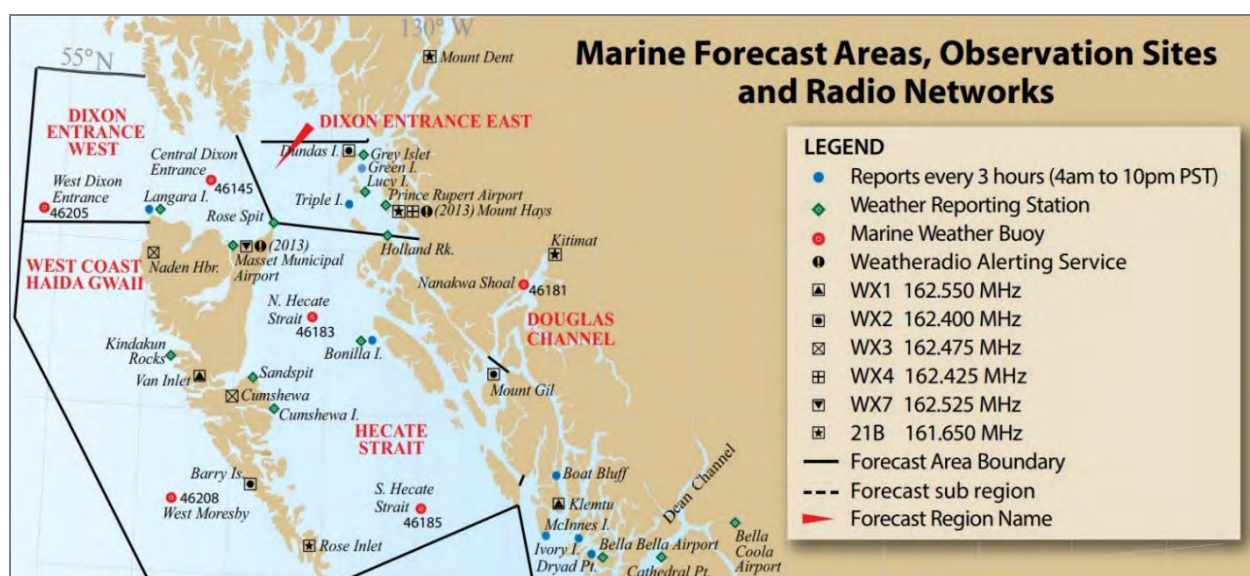 130° W
55°N
Marine Forecast Areas, Observation Sites
and Radio Networks
Mount Dent
DIXON
ENTRANCE
WEST
DIXON ENTRANCE EAST
Dundas I.
Grey Islet
Green I.
Lucy I.
Central Dixon
Entrance
46145
West Dixon
Entrance
46205
Langara I.
Triple I.
Prince Rupert Airport
(2013) Mount Hays
Rose Spit
Holland Rk.
Kitimat
WEST COAST
HAIDA GWAII
Naden Hbr.
(2013)
Masset Municipal
Airport
Nanakwa Shoal
46181
N. Hecate
Strait
46183
DOUGLAS
CHANNEL
Kindakun
Rocks
Bonilla I.
Van Inlet
Sandspit
Cumshewa
Cumshewa I.
Mount Gil
HECATE
STRAIT
Barry Is.
46208
West Moresby
S. Hecate
Strait
46185
Rose Inlet
Boat Bluff
Dean Channel
Klemtu
McInnes I.
Ivory I.
Dryad Pt.
Bella Bella Airport
Cathedral Pt.
Bella
Coola
Airport
LEGEND
Reports every 3 hours (4am to 10pm PST)
Weather Reporting Station
Marine Weather Buoy
Weatheradio Alerting Service
WX1 162.550 MHz
WX2 162.400 MHz
WX3 162.475 MHz
WX4 162.425 MHz
WX7 162.525 MHz
21B 161.650 MHz
Forecast Area Boundary
Forecast sub region
Forecast Region Name